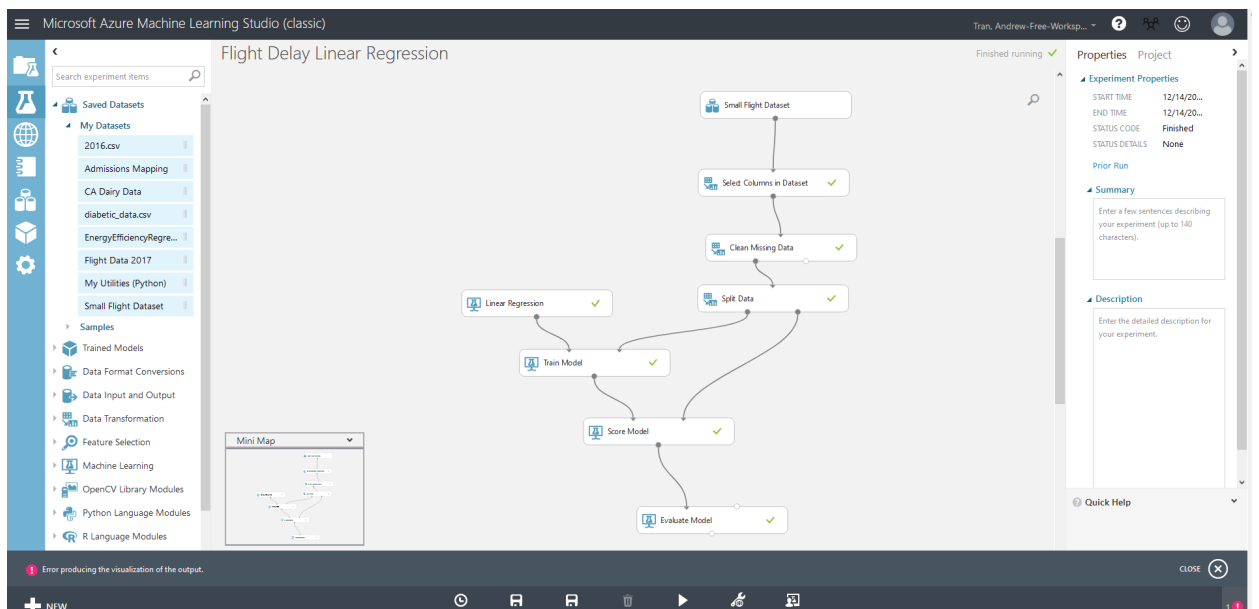 Microsoft Azure Machine Learning Studio (classic)
Tran, Andrew-Free-Worksp...
Search experiment items
Saved Datasets
My Datasets
2016.csv
Admissions Mapping
CA Dairy Data
diabetic_data.csv
EnergyEfficiencyRegre...
Flight Data 2017
My Utilities (Python)
Small Flight Dataset
Samples
Trained Models
Data Format Conversions
Data Input and Output
Data Transformation
Feature Selection
Machine Learning
OpenCV Library Modules
Python Language Modules
R Language Modules
Flight Delay Linear Regression
Finished running
Small Flight Dataset
Select Columns in Dataset
Clean Missing Data
Split Data
Linear Regression
Train Model
Score Model
Evaluate Model
Mini Map
Properties Project
Experiment Properties
START TIME 12/14/20...
END TIME 12/14/20...
STATUS CODE Finished
STATUS DETAILS None
Prior Run
Summary
Enter a few sentences describing
your experiment (up to 140
characters).
Description
Enter the detailed description for
your experiment.
Quick Help
Error producing the visualization of the output.
CLOSE
NEW
1